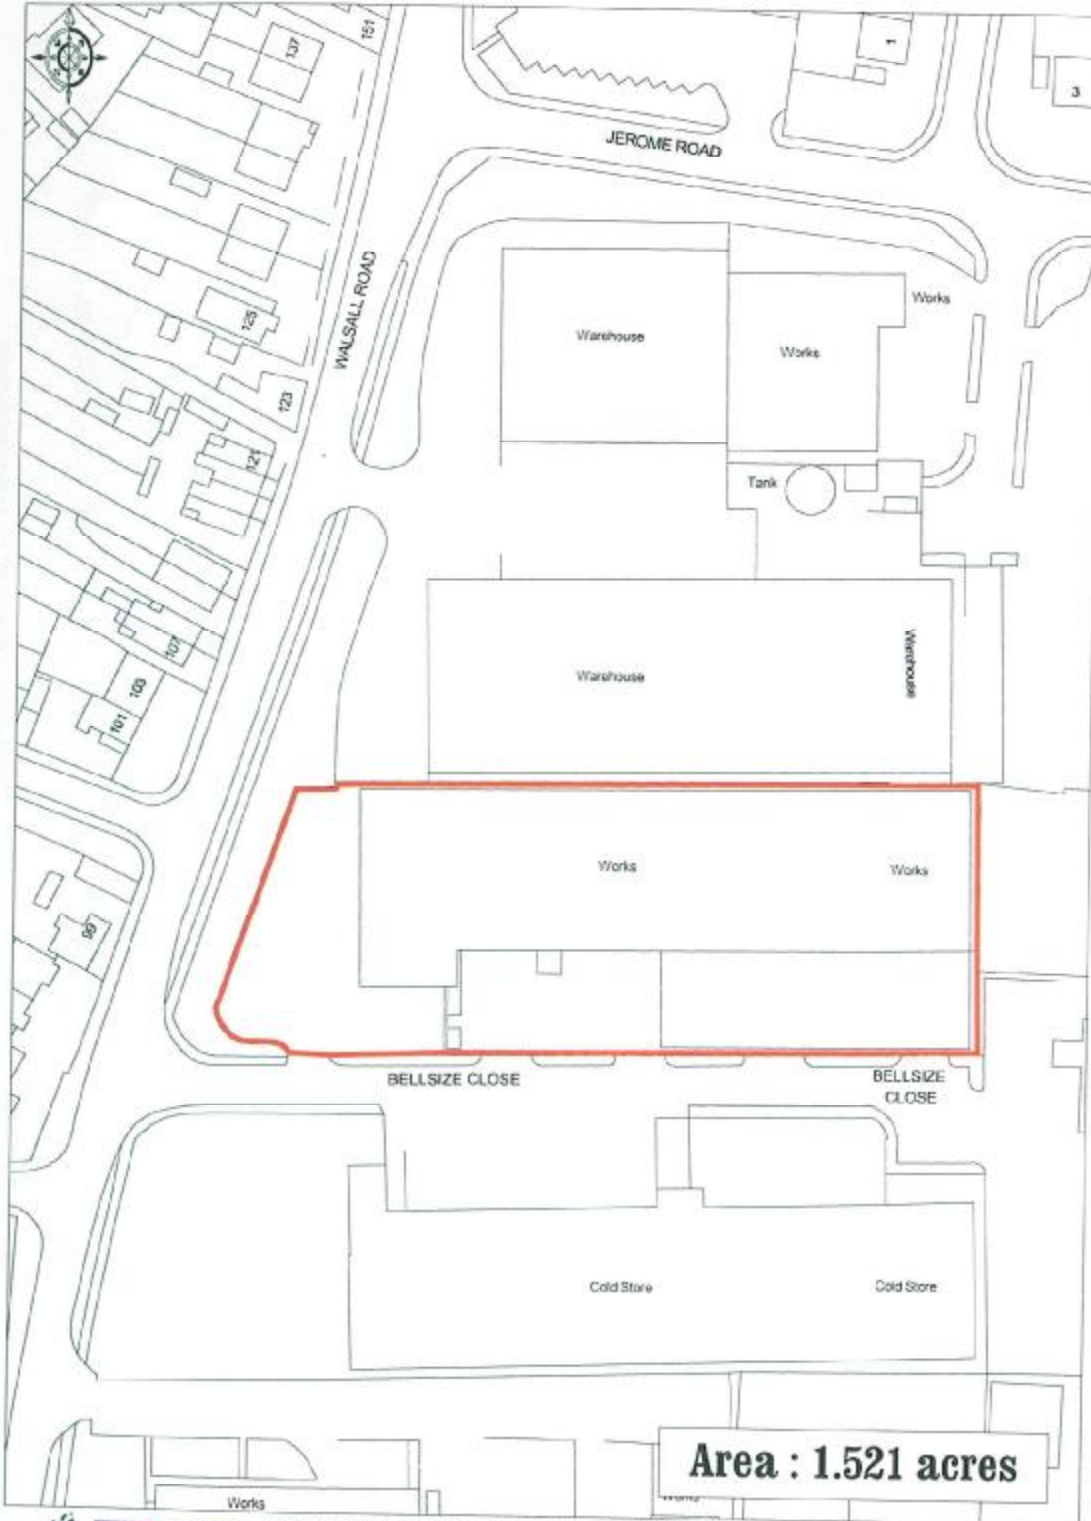 151
137
1
3
JEROME ROAD
WALSALL ROAD
125
Works
Warehouse
Works
123
121
Tank
107
Warehouse
Warehouse
103
101
Works
Works
99
BELLSIZE CLOSE
BELLSIZE
CLOSE
Cold Store
Cold Store
Area : 1.521 acres
Works